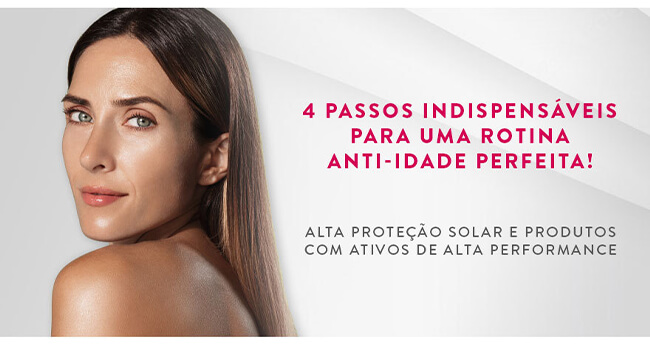 4 PASSOS INDISPENSÁVEIS
PARA UMA ROTINA
ANTI-IDADE PERFEITA!
ALTA PROTEÇÃO SOLAR E PRODUTOS
COM ATIVOS DE ALTA PERFORMANCE